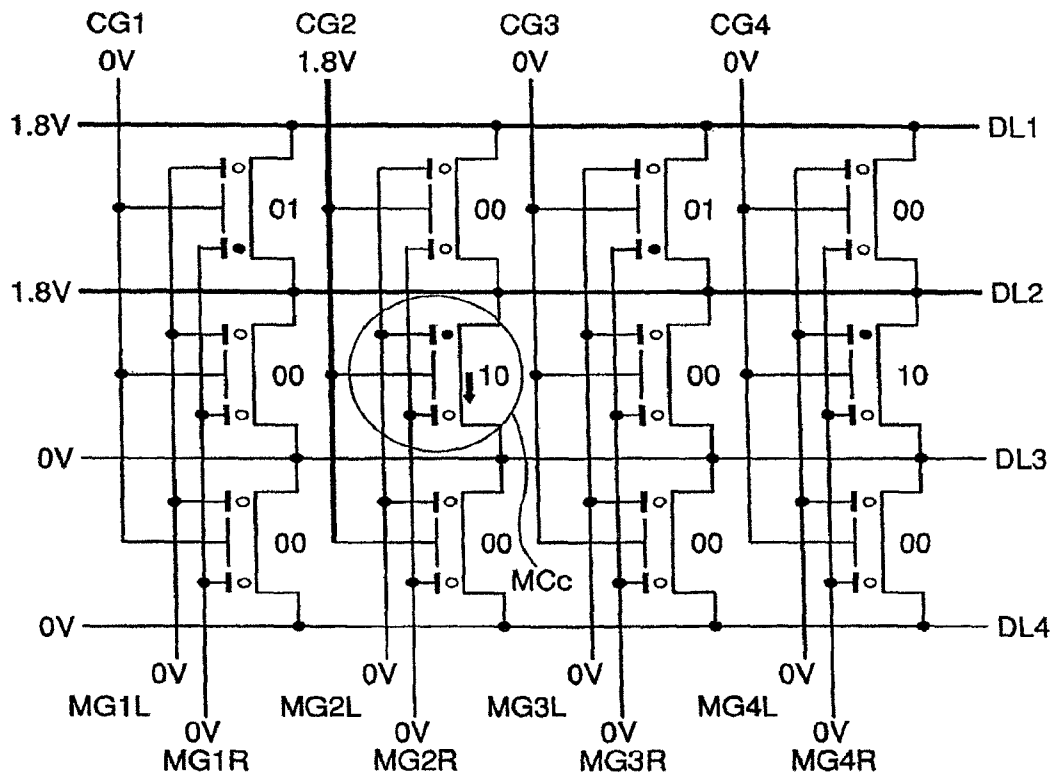 CG1 CG2 CG3 CG4
0V 1.8V 0V 0V
1.8V DL1
01 00 01 00
1.8V DL2
00 10 00 10
0V DL3
00 00 00 00
MCc
0V DL4
0V 0V 0V 0V
MG1L MG2L MG3L MG4L
0V 0V 0V 0V
MG1R MG2R MG3R MG4R